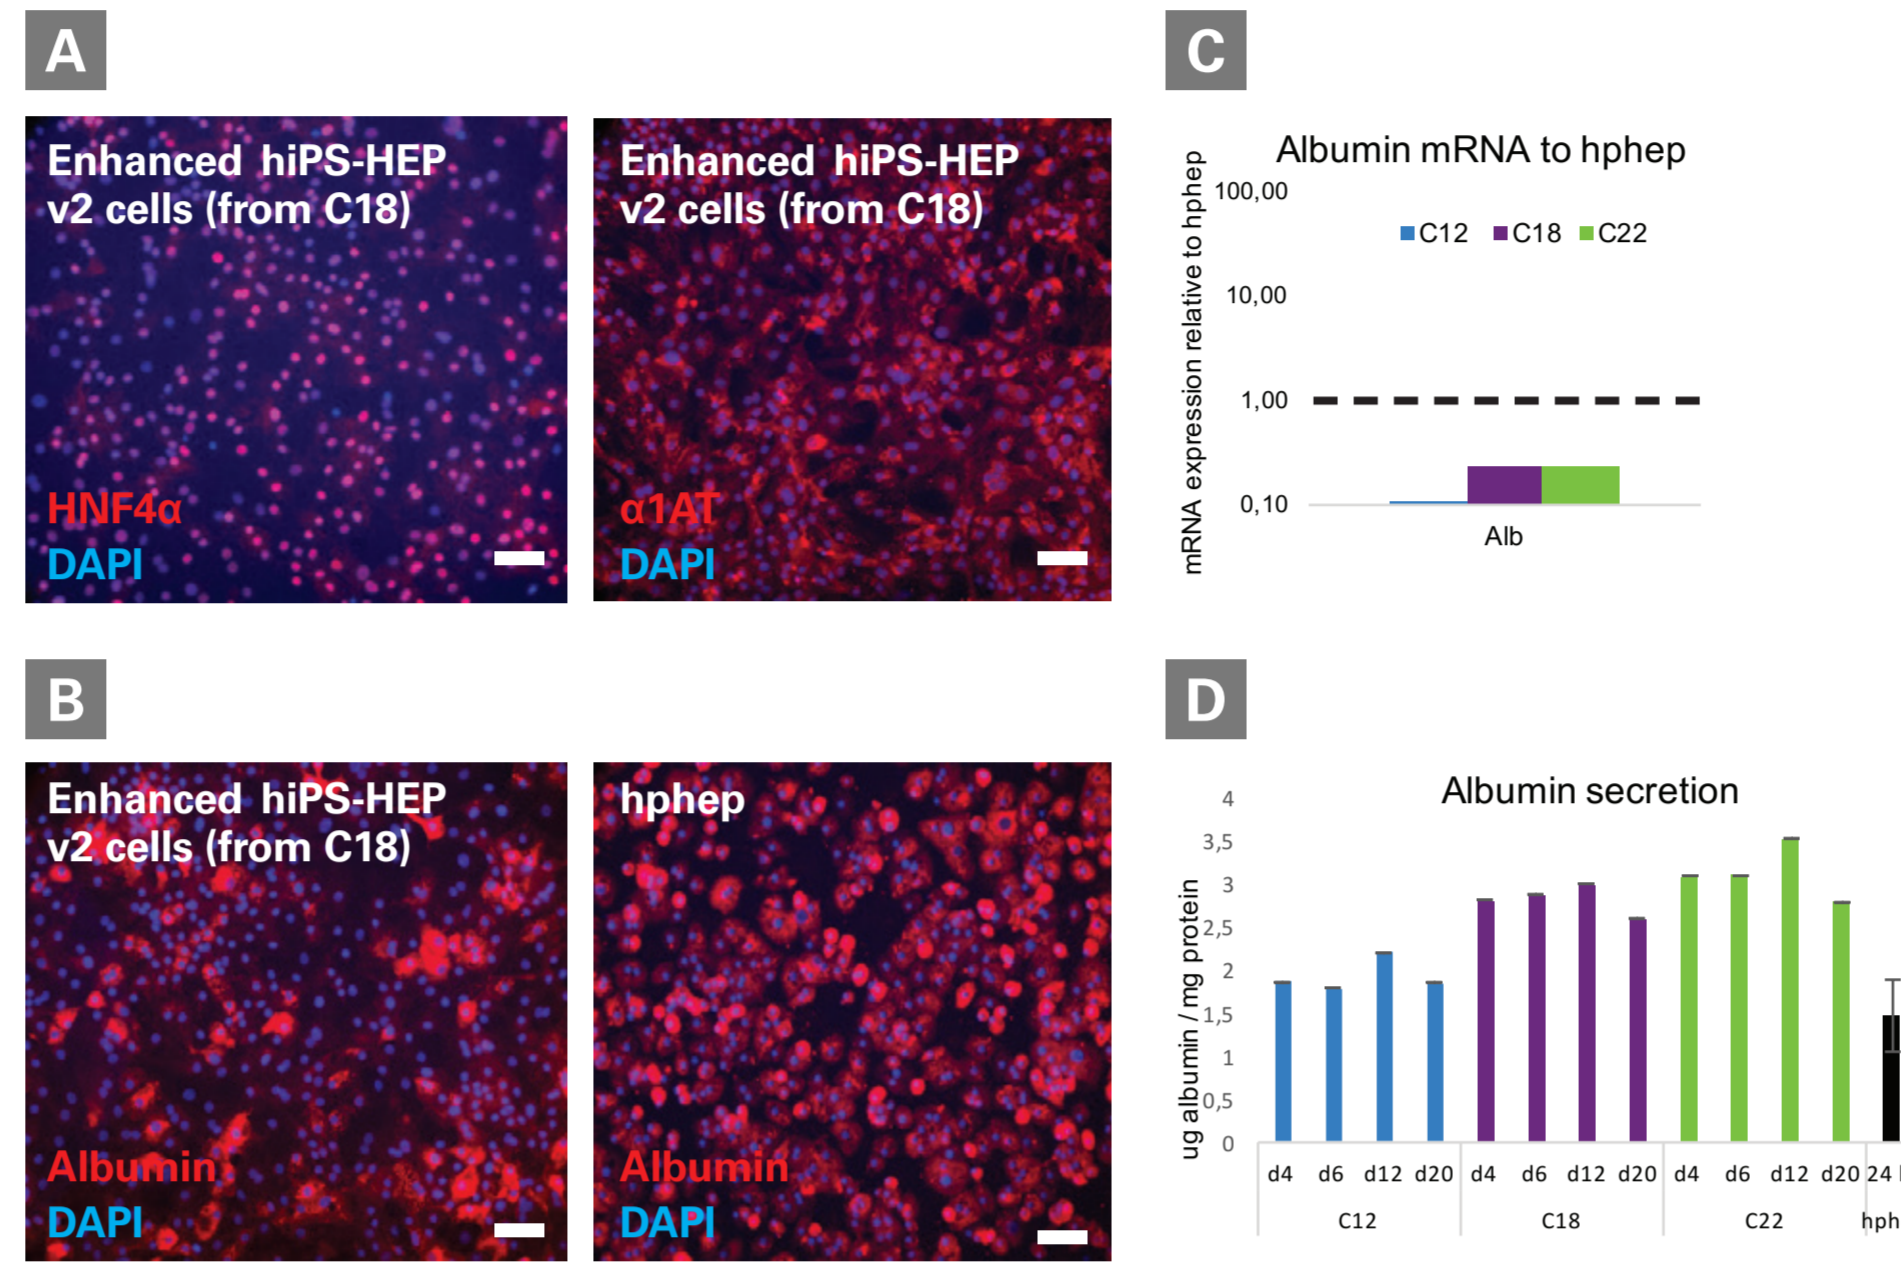 A
Enhanced hiPS-HEP
v2 cells (from C18)
HNF4α
DAPI
Enhanced hiPS-HEP
v2 cells (from C18)
α1AT
DAPI
B
Enhanced hiPS-HEP
v2 cells (from C18)
Albumin
DAPI
hphep
Albumin
DAPI
C
Albumin mRNA to hphep
mRNA expression relative to hphep
100,00
C12 C18 C22
10,00
1,00
0,10
Alb
D
Albumin secretion
ug albumin / mg protein
4
3,5
3
2,5
2
1,5
1
0,5
0
d4 d6 d12 d20 d4 d6 d12 d20 d4 d6 d12 d20 24
C12 C18 C22 hph